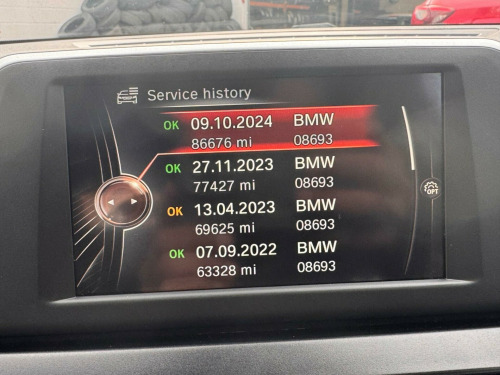 Service history
OK 09.10.2024 BMW
86676 mi 08693
OK 27.11.2023 BMW
77427 mi 08693
OK 13.04.2023 BMW
69625 mi 08693
OK 07.09.2022 BMW
63328 mi 08693
OPT